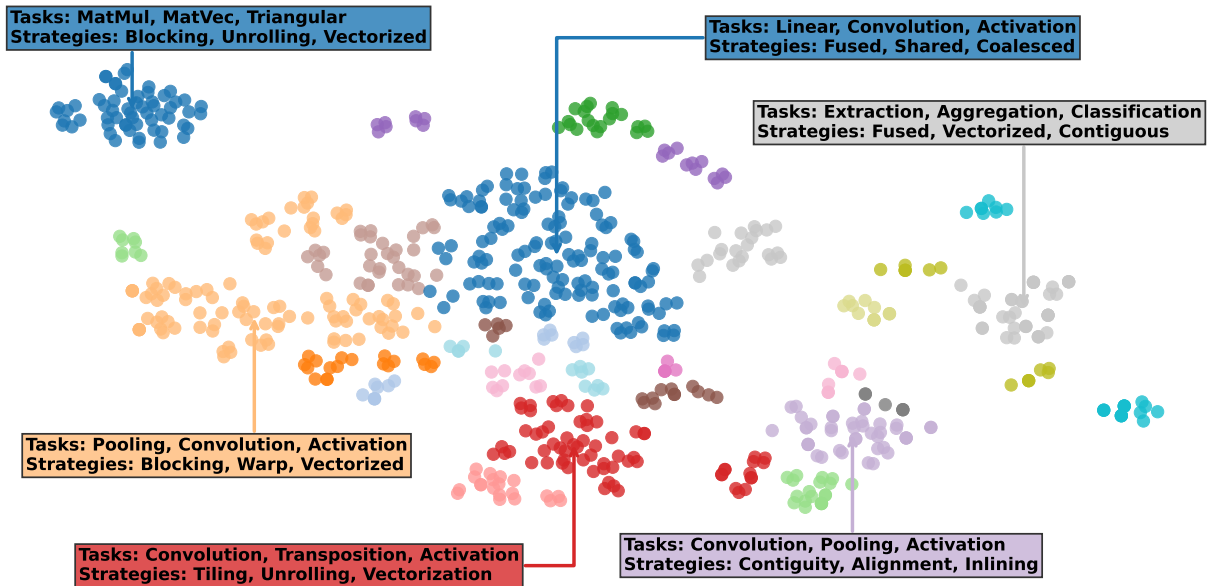 Tasks: MatMul, MatVec, Triangular
Strategies: Blocking, Unrolling, Vectorized
Tasks: Linear, Convolution, Activation
Strategies: Fused, Shared, Coalesced
Tasks: Extraction, Aggregation, Classification
Strategies: Fused, Vectorized, Contiguous
Tasks: Pooling, Convolution, Activation
Strategies: Blocking, Warp, Vectorized
Tasks: Convolution, Transposition, Activation
Strategies: Tiling, Unrolling, Vectorization
Tasks: Convolution, Pooling, Activation
Strategies: Contiguity, Alignment, Inlining